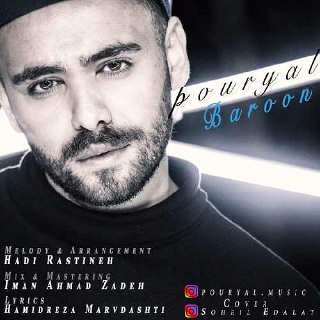 pouryal
Baroon
Melody & Arrangement
Hadi Rastineh
Mix & Mastering
Iman Ahmad Zadeh
Lyrics
Hamidreza Marvdashti
pouryal.music
Cover
Soheil Edalat